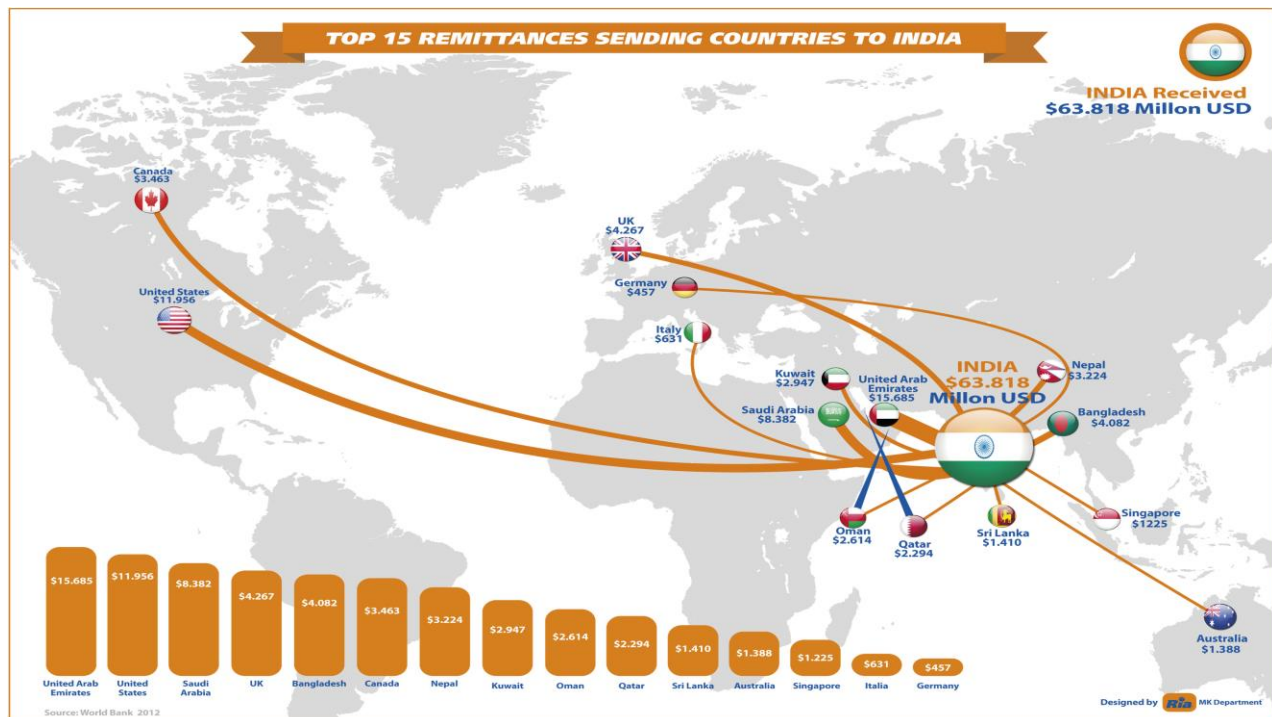 TOP 15 REMITTANCES SENDING COUNTRIES TO INDIA
INDIA Received
$63.818 Millon USD
Canada
$3.463
UK
$4.267
Germany
$457
United States
$11.956
Italy
$631
Kuwait
$2.947
United Arab
Emirates
$15.685
INDIA
$63.818
Millon USD
Nepal
$3.224
Saudi Arabia
$8.382
Bangladesh
$4.082
Oman
$2.614
Qatar
$2.294
Sri Lanka
$1.410
Singapore
$1225
Australia
$1.388
$15.685
$11.956
$8.382
$4.267
$4.082
$3.463
$3.224
$2.947
$2.614
$2.294
$1.410
$1.388
$1.225
$631
$457
United Arab
Emirates
United
States
Saudi
Arabia
UK
Bangladesh
Canada
Nepal
Kuwait
Oman
Qatar
Sri Lanka
Australia
Singapore
Italia
Germany
Source: World Bank 2012
Designed by Ria MK Department